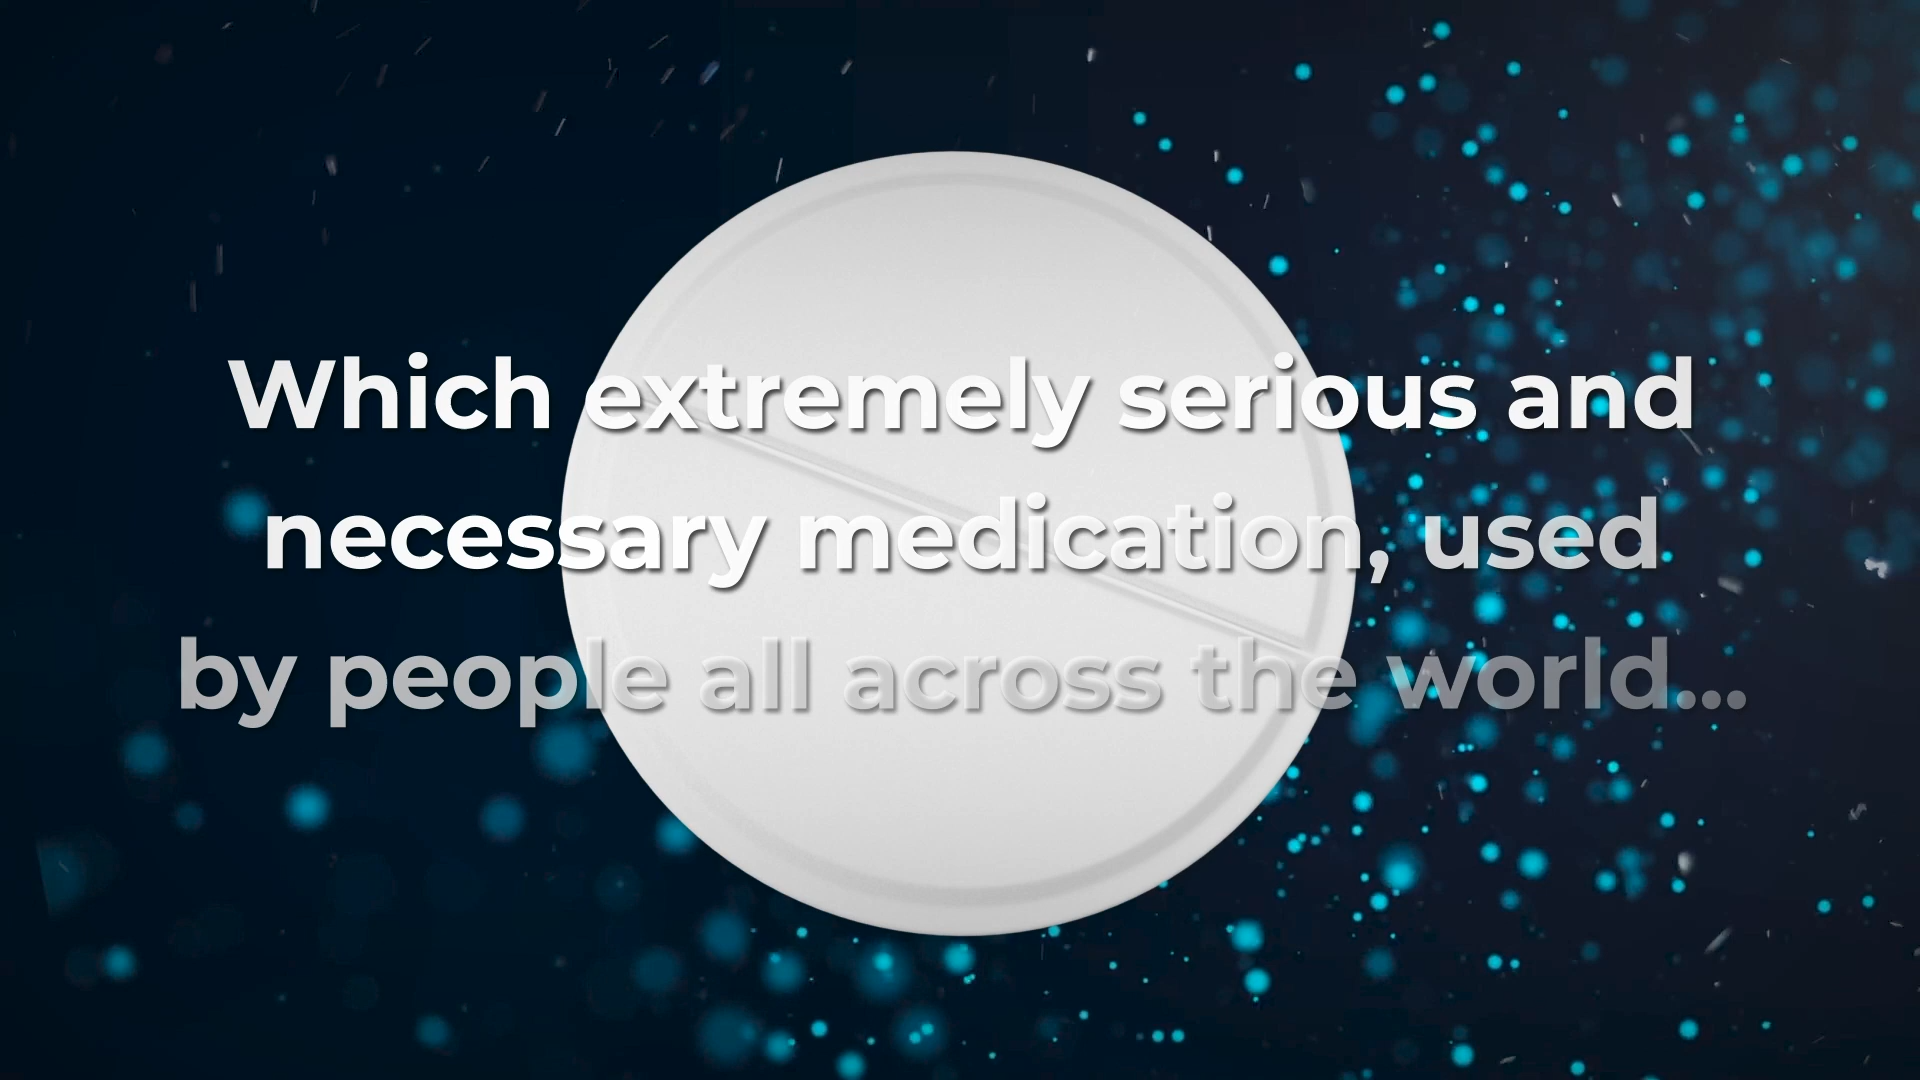 Which extremely serious and
necessary medication, used
by people all across the world...